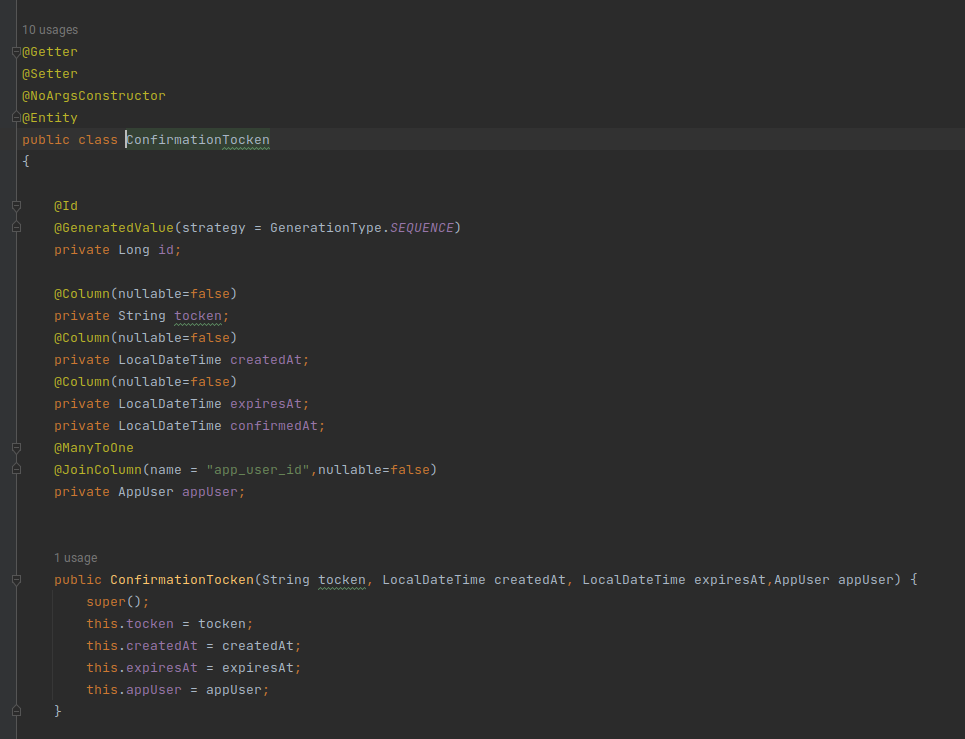 10 usages
@Getter
@Setter
@NoArgsConstructor
@Entity
public class ConfirmationTocken
{
@Id
@GeneratedValue(strategy = GenerationType.SEQUENCE)
private Long id;
@Column(nullable=false)
private String tocken;
@Column(nullable=false)
private LocalDateTime createdAt;
@Column(nullable=false)
private LocalDateTime expiresAt;
private LocalDateTime confirmedAt;
@ManyToOne
@JoinColumn(name = "app_user_id",nullable=false)
private AppUser appUser;
1 usage
public ConfirmationTocken(String tocken, LocalDateTime createdAt, LocalDateTime expiresAt,AppUser appUser) {
super();
this.tocken = tocken;
this.createdAt = createdAt;
this.expiresAt = expiresAt;
this.appUser = appUser;
}